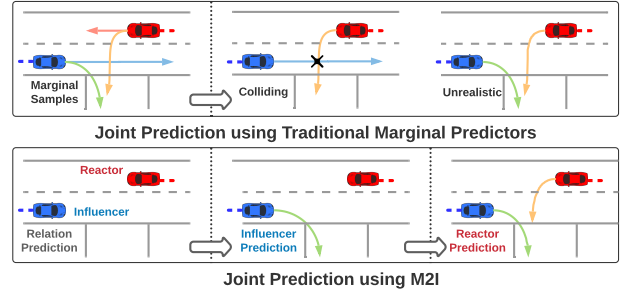 Marginal
Samples
Colliding
Unrealistic
Joint Prediction using Traditional Marginal Predictors
Reactor
Influencer
Relation
Prediction
Influencer
Prediction
Reactor
Prediction
Joint Prediction using M2I